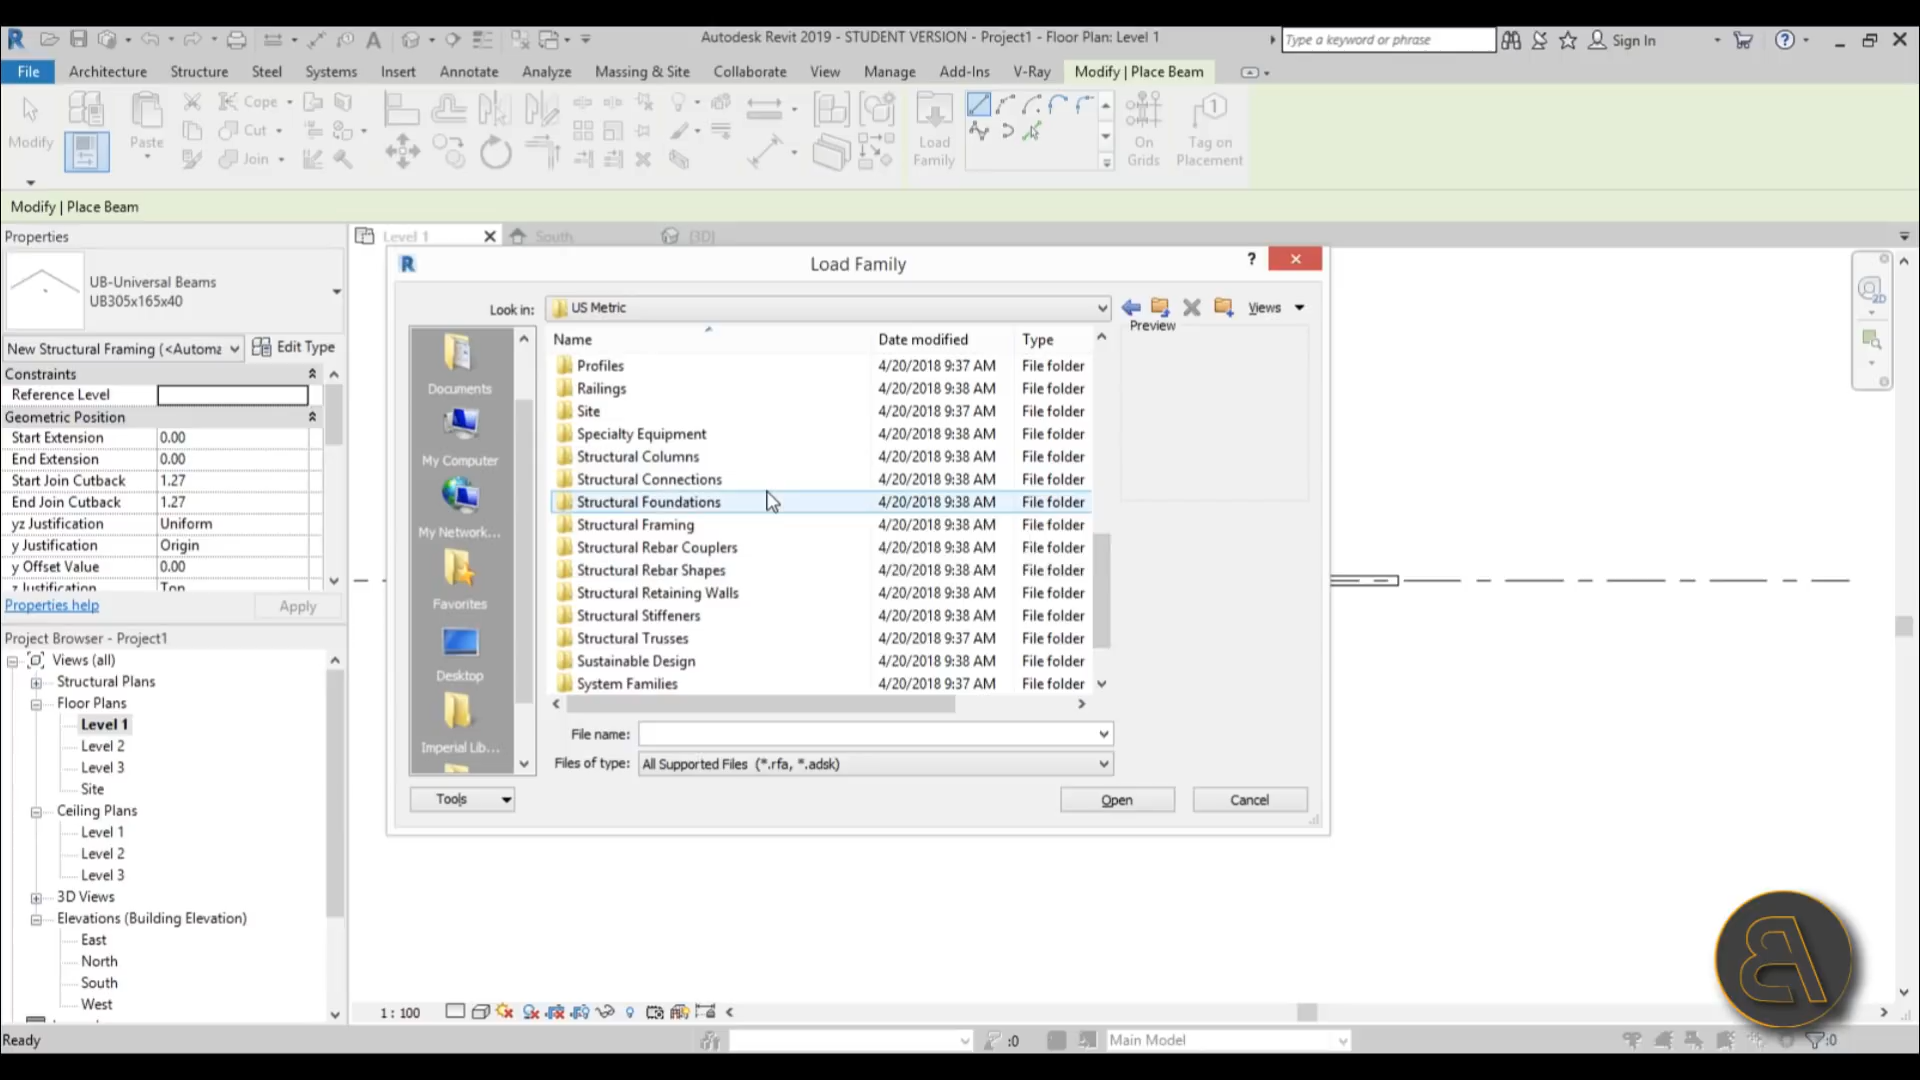 Autodesk Revit 2019 - STUDENT VERSION - Project1 - Floor Plan: Level 1
Type a keyword or phrase
Sign In
File Architecture Structure Steel Systems Insert Annotate Analyze Massing & Site Collaborate View Manage Add-Ins V-Ray Modify | Place Beam
Modify
Paste
Cope
Cut
Join
Load Family
On Grids
Tag on Placement
Modify | Place Beam
Properties
UB-Universal Beams
UB305x165x40
New Structural Framing (<Automa
Edit Type
Constraints
Reference Level
Geometric Position
Start Extension 0.00
End Extension 0.00
Start Join Cutback 1.27
End Join Cutback 1.27
yz Justification Uniform
y Justification Origin
y Offset Value 0.00
z Justification Top
Properties help
Apply
Project Browser - Project1
Views (all)
Structural Plans
Floor Plans
Level 1
Level 2
Level 3
Site
Ceiling Plans
Level 1
Level 2
Level 3
3D Views
Elevations (Building Elevation)
East
North
South
West
Level 1
South
{3D}
Load Family
Look in: US Metric
Views
Preview
Documents
My Computer
My Network...
Favorites
Desktop
Imperial Lib...
Name Date modified Type
Profiles 4/20/2018 9:37 AM File folder
Railings 4/20/2018 9:38 AM File folder
Site 4/20/2018 9:37 AM File folder
Specialty Equipment 4/20/2018 9:38 AM File folder
Structural Columns 4/20/2018 9:38 AM File folder
Structural Connections 4/20/2018 9:38 AM File folder
Structural Foundations 4/20/2018 9:38 AM File folder
Structural Framing 4/20/2018 9:38 AM File folder
Structural Rebar Couplers 4/20/2018 9:38 AM File folder
Structural Rebar Shapes 4/20/2018 9:38 AM File folder
Structural Retaining Walls 4/20/2018 9:38 AM File folder
Structural Stiffeners 4/20/2018 9:38 AM File folder
Structural Trusses 4/20/2018 9:37 AM File folder
Sustainable Design 4/20/2018 9:38 AM File folder
System Families 4/20/2018 9:37 AM File folder
File name:
Files of type: All Supported Files (*.rfa, *.adsk)
Tools
Open
Cancel
1 : 100
Ready
:0
Main Model
:0